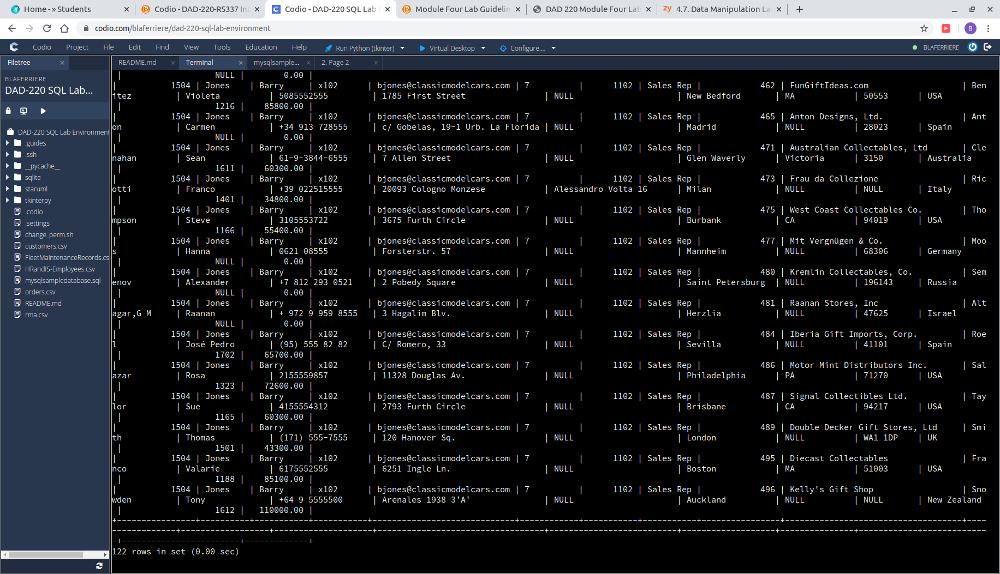 Home - » Students
Codio - DAD-220-R5337 Int
Codio - DAD-220 SQL Lab E
Module Four Lab Guidelin
DAD 220 Module Four Lab
zy 4.7. Data Manipulation La
codio.com/blaferriere/dad-220-sql-lab-environment
B
Codio Project File Edit Find View Tools Education Help Run Python (tkinter) Virtual Desktop Configure.... BLAFERRIERE
Filetree
README.md Terminal mysqlsample... 2. Page 2
BLAFERRIERE
DAD-220 SQL Lab...
DAD-220 SQL Lab Environment
.guides
.ssh
__pycache__
sqlite
staruml
tkinterpy
.codio
.settings
change_perm.sh
customers.csv
FleetMaintenanceRecords.cs
HRandIS-Employees.csv
mysqlsampledatabase.sql
orders.csv
README.md
rma.csv
| NULL | 0.00 |
| 1504 | Jones | Barry | x102 | bjones@classicmodelcars.com | 7 | 1102 | Sales Rep | 462 | FunGiftIdeas.com | Ben
itez | Violeta | 5085552555 | 1785 First Street | NULL | New Bedford | MA | 50553 | USA
| 1216 | 85800.00 |
| 1504 | Jones | Barry | x102 | bjones@classicmodelcars.com | 7 | 1102 | Sales Rep | 465 | Anton Designs, Ltd. | Ant
on | Carmen | +34 913 728555 | c/ Gobelas, 19-1 Urb. La Florida | NULL | Madrid | NULL | 28023 | Spain
| NULL | 0.00 |
| 1504 | Jones | Barry | x102 | bjones@classicmodelcars.com | 7 | 1102 | Sales Rep | 471 | Australian Collectables, Ltd | Cle
nahan | Sean | 61-9-3844-6555 | 7 Allen Street | NULL | Glen Waverly | Victoria | 3150 | Australia
| 1611 | 60300.00 |
| 1504 | Jones | Barry | x102 | bjones@classicmodelcars.com | 7 | 1102 | Sales Rep | 473 | Frau da Collezione | Ric
otti | Franco | +39 022515555 | 20093 Cologno Monzese | Alessandro Volta 16 | Milan | NULL | NULL | Italy
| 1401 | 34800.00 |
| 1504 | Jones | Barry | x102 | bjones@classicmodelcars.com | 7 | 1102 | Sales Rep | 475 | West Coast Collectables Co. | Tho
mpson | Steve | 3105553722 | 3675 Furth Circle | NULL | Burbank | CA | 94019 | USA
| 1166 | 55400.00 |
| 1504 | Jones | Barry | x102 | bjones@classicmodelcars.com | 7 | 1102 | Sales Rep | 477 | Mit Vergnügen & Co. | Moo
s | Hanna | 0621-08555 | Forsterstr. 57 | NULL | Mannheim | NULL | 68306 | Germany
| NULL | 0.00 |
| 1504 | Jones | Barry | x102 | bjones@classicmodelcars.com | 7 | 1102 | Sales Rep | 480 | Kremlin Collectables, Co. | Sem
enov | Alexander | +7 812 293 0521 | 2 Pobedy Square | NULL | Saint Petersburg | NULL | 196143 | Russia
| NULL | 0.00 |
| 1504 | Jones | Barry | x102 | bjones@classicmodelcars.com | 7 | 1102 | Sales Rep | 481 | Raanan Stores, Inc | Alt
agar,G M | Raanan | + 972 9 959 8555 | 3 Hagalim Blv. | NULL | Herzlia | NULL | 47625 | Israel
| NULL | 0.00 |
| 1504 | Jones | Barry | x102 | bjones@classicmodelcars.com | 7 | 1102 | Sales Rep | 484 | Iberia Gift Imports, Corp. | Roe
l | José Pedro | (95) 555 82 82 | C/ Romero, 33 | NULL | Sevilla | NULL | 41101 | Spain
| 1702 | 65700.00 |
| 1504 | Jones | Barry | x102 | bjones@classicmodelcars.com | 7 | 1102 | Sales Rep | 486 | Motor Mint Distributors Inc. | Sal
azar | Rosa | 2155559857 | 11328 Douglas Av. | NULL | Philadelphia | PA | 71270 | USA
| 1323 | 72600.00 |
| 1504 | Jones | Barry | x102 | bjones@classicmodelcars.com | 7 | 1102 | Sales Rep | 487 | Signal Collectibles Ltd. | Tay
lor | Sue | 4155554312 | 2793 Furth Circle | NULL | Brisbane | CA | 94217 | USA
| 1165 | 60300.00 |
| 1504 | Jones | Barry | x102 | bjones@classicmodelcars.com | 7 | 1102 | Sales Rep | 489 | Double Decker Gift Stores, Ltd | Smi
th | Thomas | (171) 555-7555 | 120 Hanover Sq. | NULL | London | NULL | WA1 1DP | UK
| 1501 | 43300.00 |
| 1504 | Jones | Barry | x102 | bjones@classicmodelcars.com | 7 | 1102 | Sales Rep | 495 | Diecast Collectables | Fra
nco | Valarie | 6175552555 | 6251 Ingle Ln. | NULL | Boston | MA | 51003 | USA
| 1188 | 85100.00 |
| 1504 | Jones | Barry | x102 | bjones@classicmodelcars.com | 7 | 1102 | Sales Rep | 496 | Kelly's Gift Shop | Sno
wden | Tony | +64 9 5555500 | Arenales 1938 3'A' | NULL | Auckland | NULL | NULL | New Zealand
| 1612 | 110000.00 |
122 rows in set (0.00 sec)